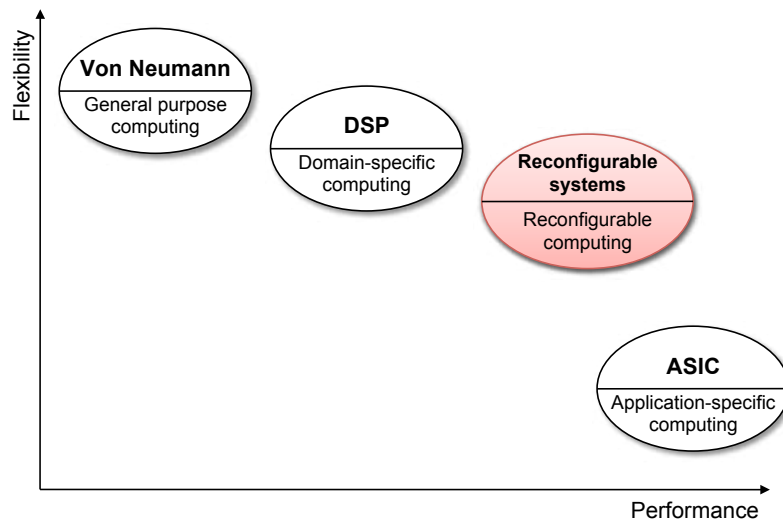 Flexibility
Von Neumann
General purpose
computing
DSP
Domain-specific
computing
Reconfigurable
systems
Reconfigurable
computing
ASIC
Application-specific
computing
Performance